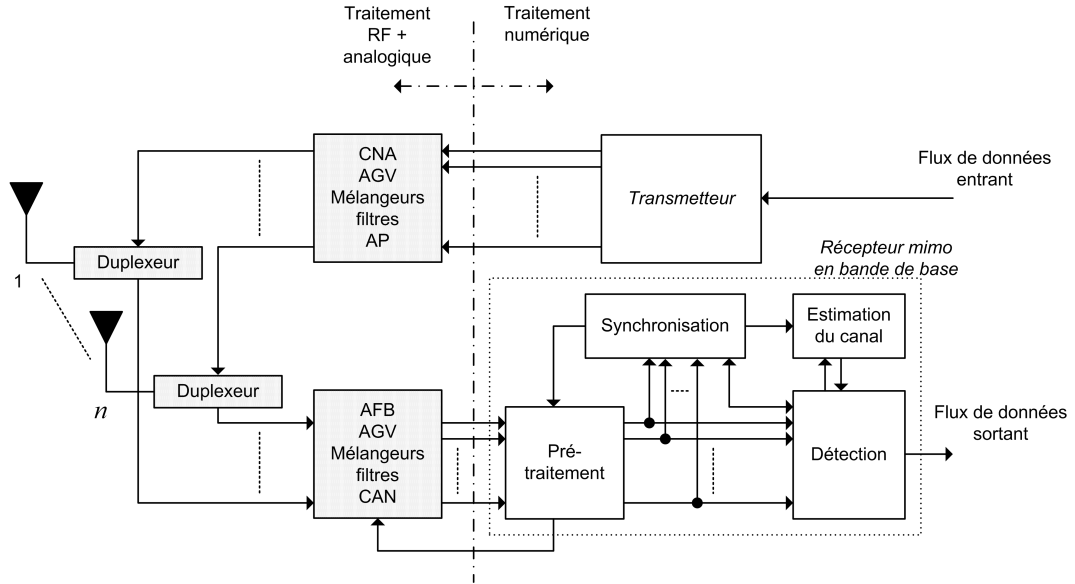 Traitement
RF +
analogique
Traitement
numérique
CNA
AGV
Mélangeurs
filtres
AP
Transmetteur
Flux de données
entrant
Duplexeur
1
Récepteur mimo
en bande de base
Synchronisation
Estimation
du canal
Duplexeur
n
AFB
AGV
Mélangeurs
filtres
CAN
Pré-
traitement
Détection
Flux de données
sortant